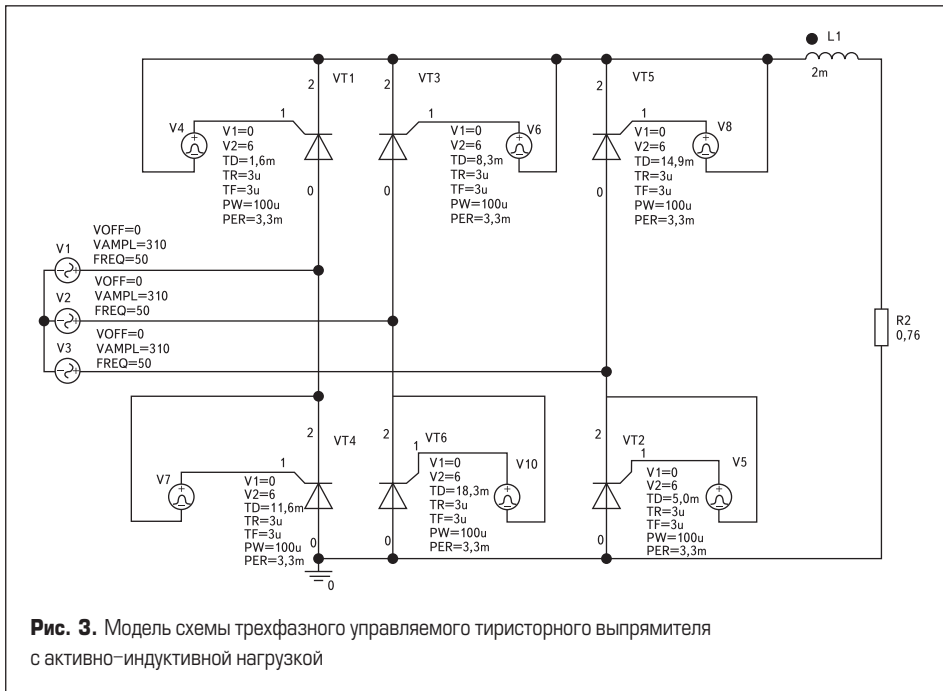 L1
2m
2
VT1
2
VT3
2
VT5
1
1
1
V4
V6
V8
V1=0
V2=6
TD=1,6m
TR=3u
TF=3u
PW=100u
PER=3,3m
V1=0
V2=6
TD=8,3m
TR=3u
TF=3u
PW=100u
PER=3,3m
V1=0
V2=6
TD=14,9m
TR=3u
TF=3u
PW=100u
PER=3,3m
0
0
0
V1
VOFF=0
VAMPL=310
FREQ=50
V2
VOFF=0
VAMPL=310
FREQ=50
V3
VOFF=0
VAMPL=310
FREQ=50
R2
0,76
2
VT4
2
VT6
2
VT2
1
1
1
V7
V10
V5
V1=0
V2=6
TD=11,6m
TR=3u
TF=3u
PW=100u
PER=3,3m
V1=0
V2=6
TD=18,3m
TR=3u
TF=3u
PW=100u
PER=3,3m
V1=0
V2=6
TD=5,0m
TR=3u
TF=3u
PW=100u
PER=3,3m
0
0
0
0
Рис. 3. Модель схемы трехфазного управляемого тиристорного выпрямителя
с активно–индуктивной нагрузкой